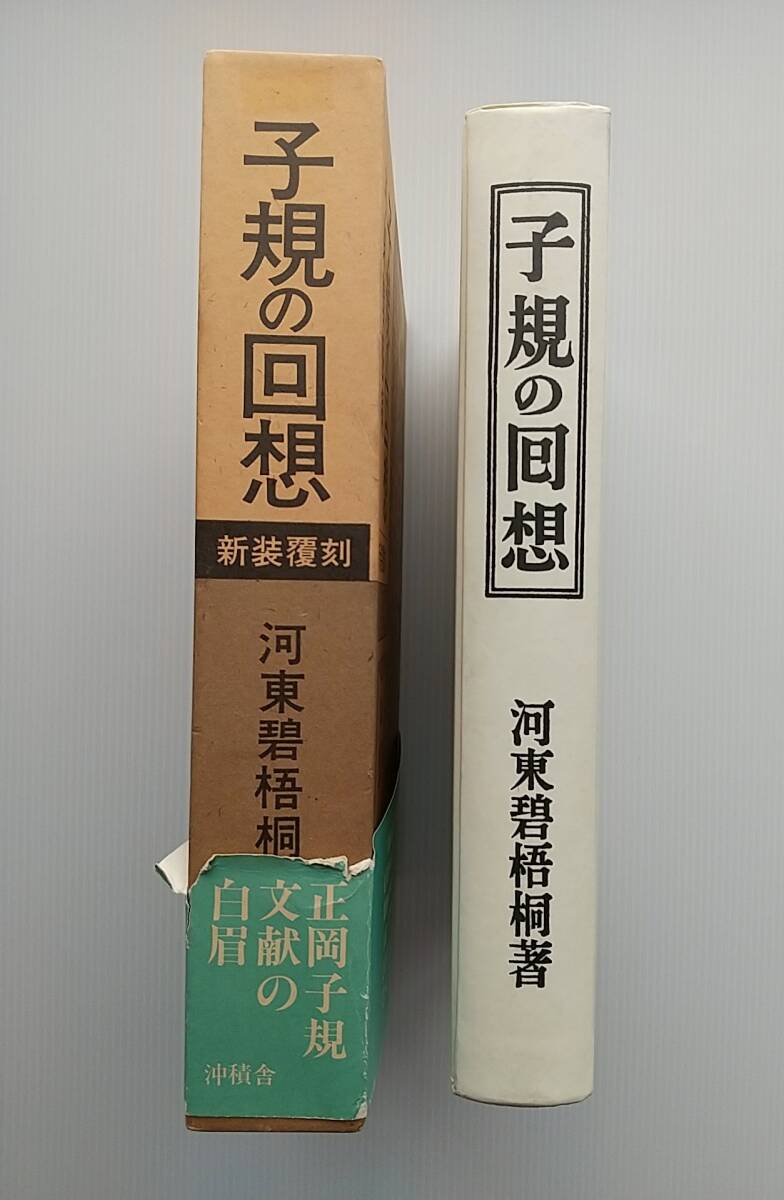 子規の回想
新装覆刻
河東碧梧桐
正岡子規
文献の
白眉
沖積舎
子規の回想
河東碧梧桐著